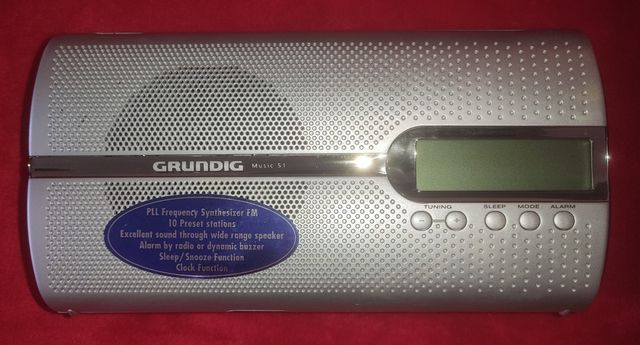 GRUNDIG Music 51
TUNING SLEEP MODE ALARM
- +
PLL Frequency Synthesizer FM
10 Preset stations
Excellent sound through wide range speaker
Alarm by radio or dynamic buzzer
Sleep/Snooze Function
Clock Function